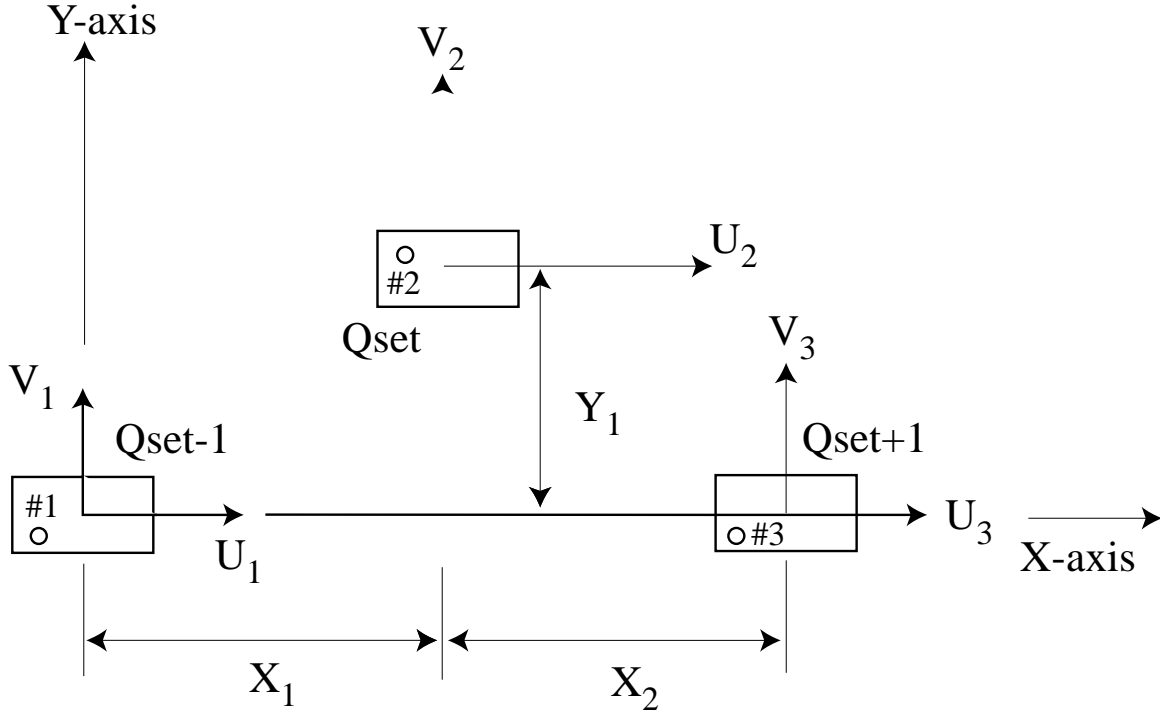 Y-axis
V2
U2
#2
Qset
V3
V1
Y1
Qset-1
Qset+1
#1
#3
U3
U1
X-axis
X1
X2